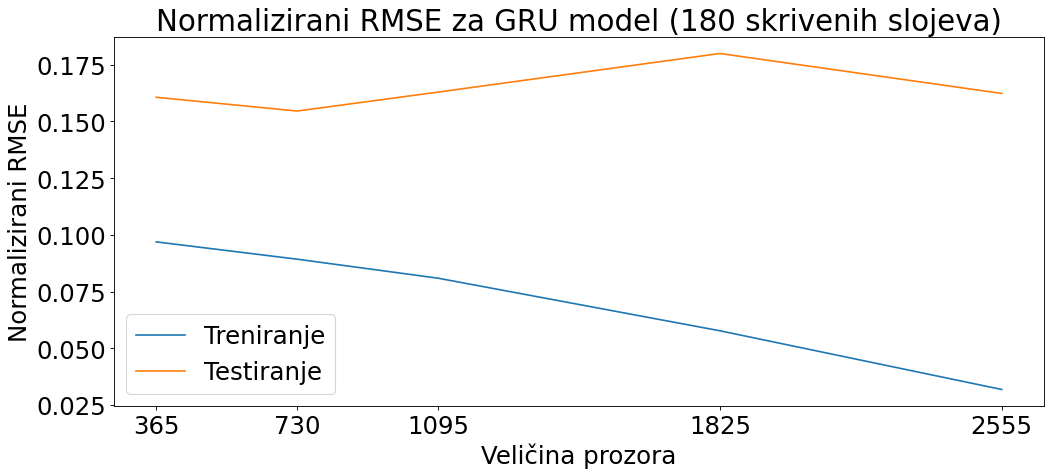 Normalizirani RMSE za GRU model (180 skrivenih slojeva)
Normalizirani RMSE
0.175
0.150
0.125
0.100
0.075
0.050
0.025
Treniranje
Testiranje
365 730 1095 1825 2555
Veličina prozora